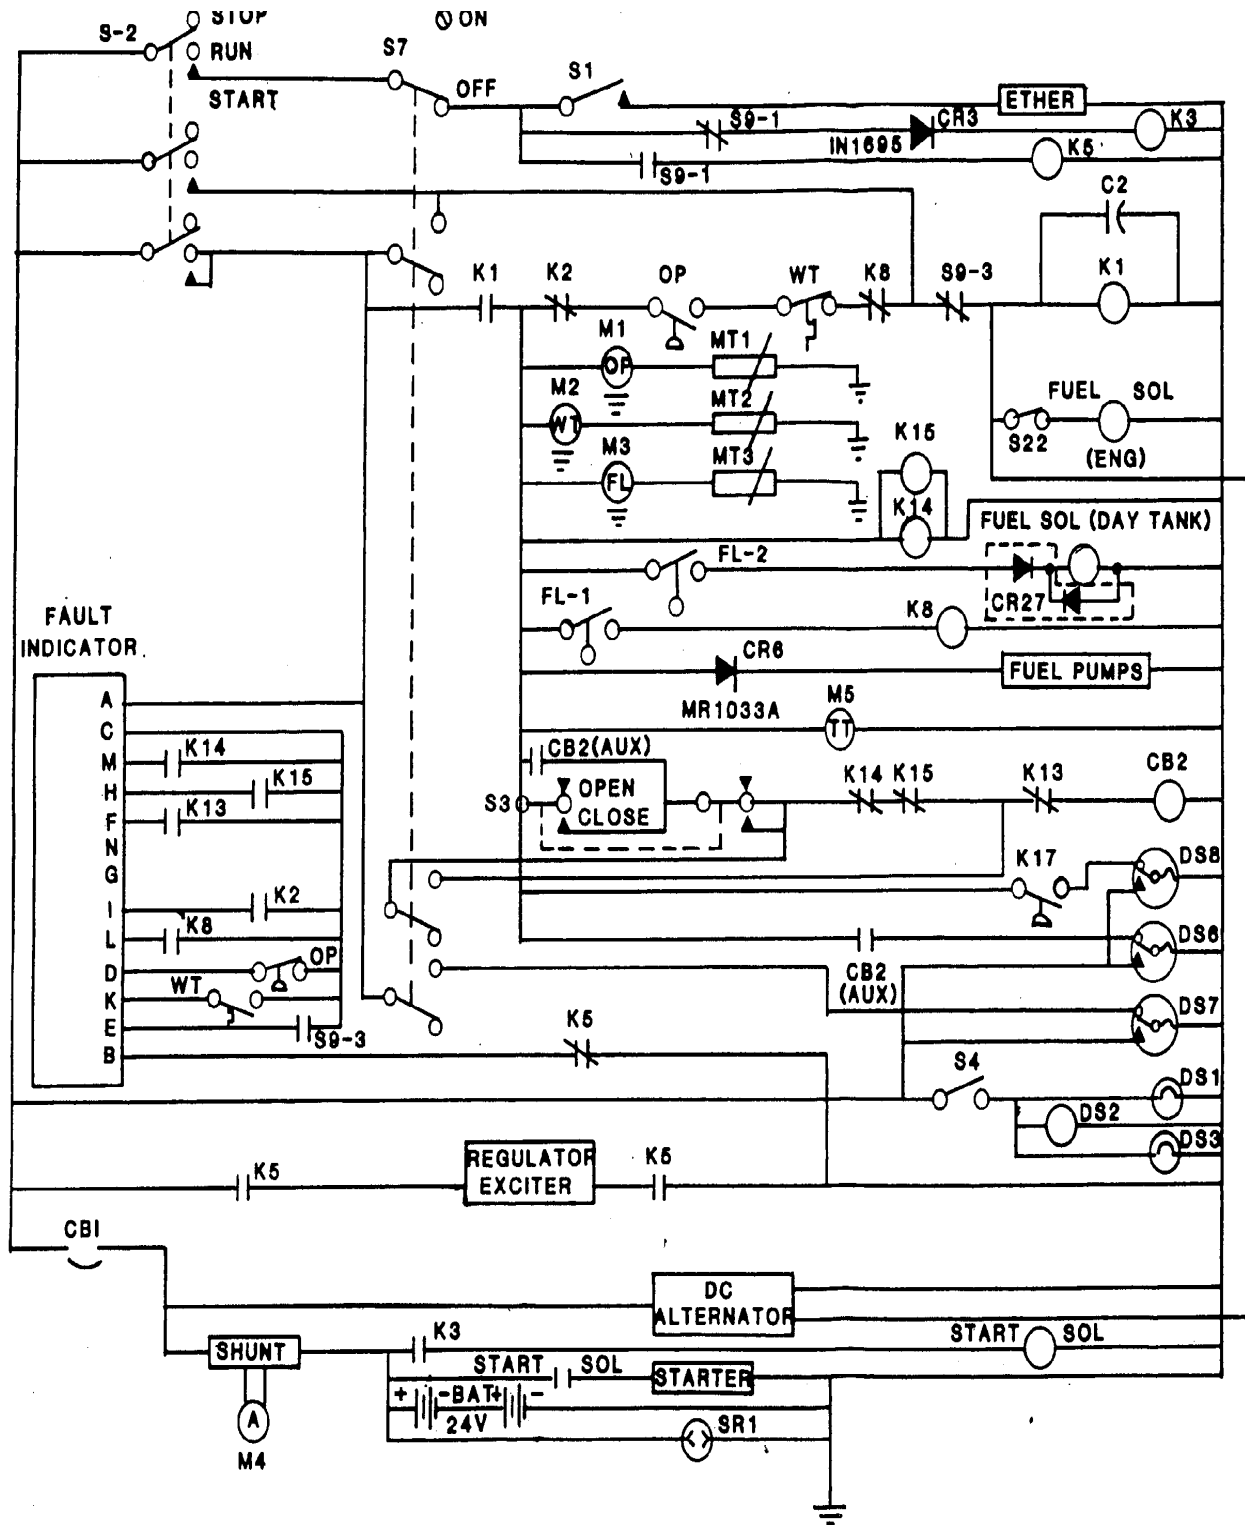 STOP
ON
S-2
RUN
S7
OFF
S1
START
ETHER
S9-1
CR3
K3
IN1695
K5
S9-1
C2
K1
K2
OP
WT
K8
S9-3
K1
M1
MT1
OP
M2
MT2
FUEL SOL
WT
K15
S22
M3
MT3
(ENG)
FL
K14
FUEL SOL (DAY TANK)
FL-2
FL-1
CR27
K8
FAULT
INDICATOR
CR6
FUEL PUMPS
A
MR1033A
M5
TT
C
K14
CB2(AUX)
M
K15
OPEN
K14
K15
K13
CB2
H
S3
K13
CLOSE
F
N
G
K17
DS8
K2
I
K8
L
OP
DS6
D
WT
CB2
(AUX)
K
DS7
E
S9-3
K5
B
S4
DS1
DS2
DS3
K5
REGULATOR
EXCITER
K5
CB1
DC
ALTERNATOR
SHUNT
K3
START SOL
START SOL
STARTER
+ -BAT+ -
24V
A
SR1
M4